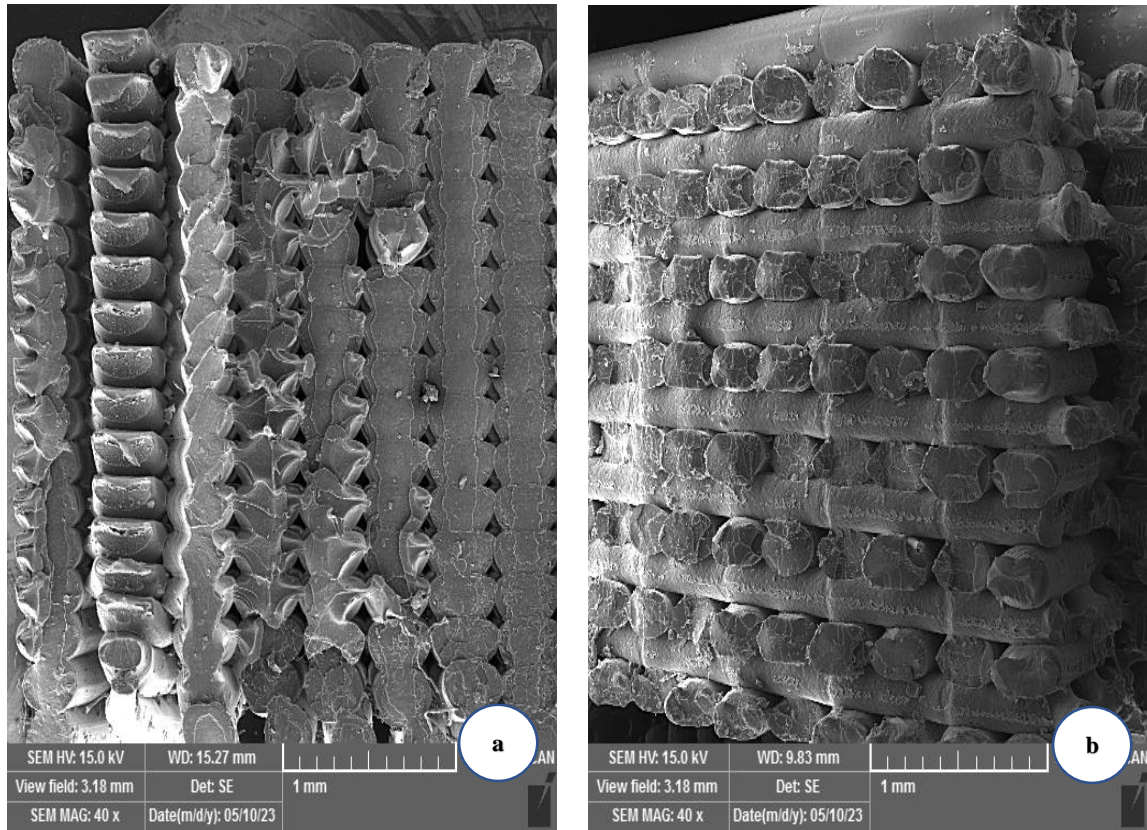 a
SEM HV: 15.0 kV WD: 15.27 mm
View field: 3.18 mm Det: SE 1 mm
SEM MAG: 40 x Date(m/d/y): 05/10/23
b
SEM HV: 15.0 kV WD: 9.83 mm
View field: 3.18 mm Det: SE 1 mm
SEM MAG: 40 x Date(m/d/y): 05/10/23